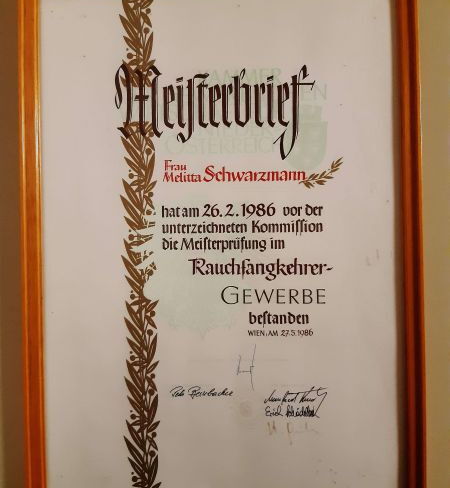 Meisterbrief
Frau
Melitta Schwarzmann
hat am 26.2.1986 vor der
unterzeichneten Kommission
die Meisterprüfung im
Rauchfangkehrer-
GEWERBE
bestanden
WIEN, AM 27.5.1986